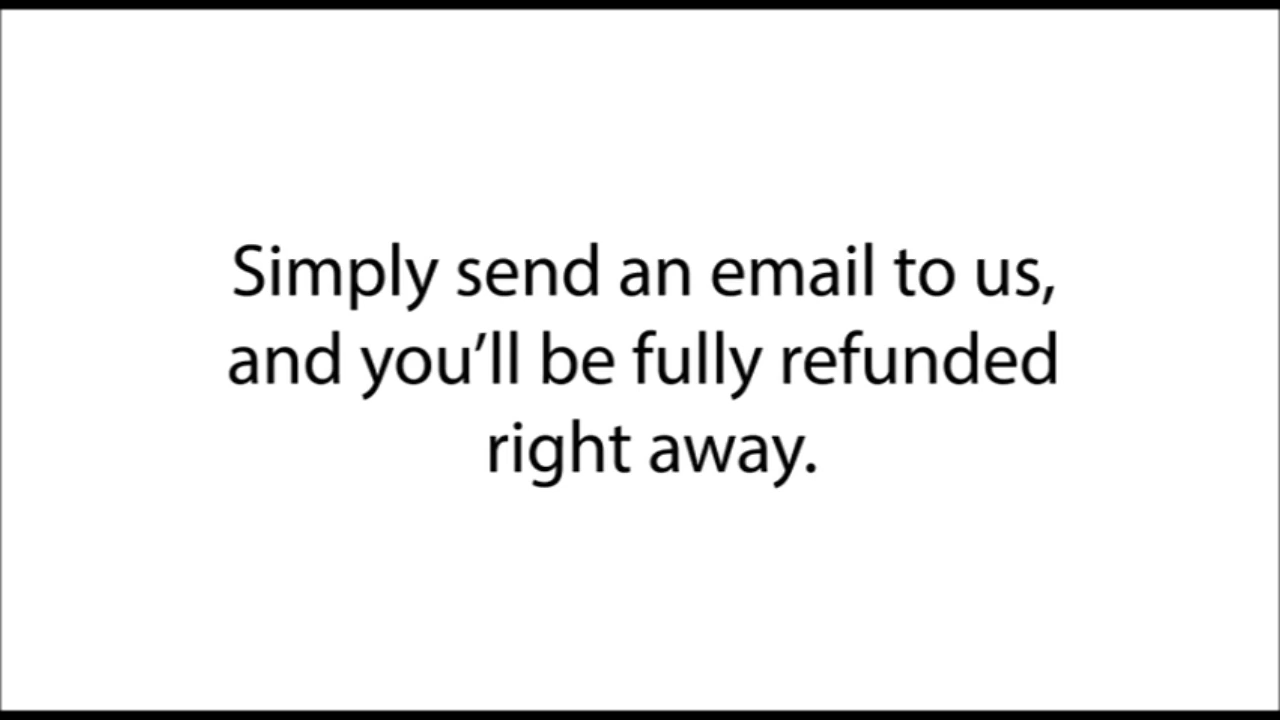 Simply send an email to us,
and you’ll be fully refunded
right away.